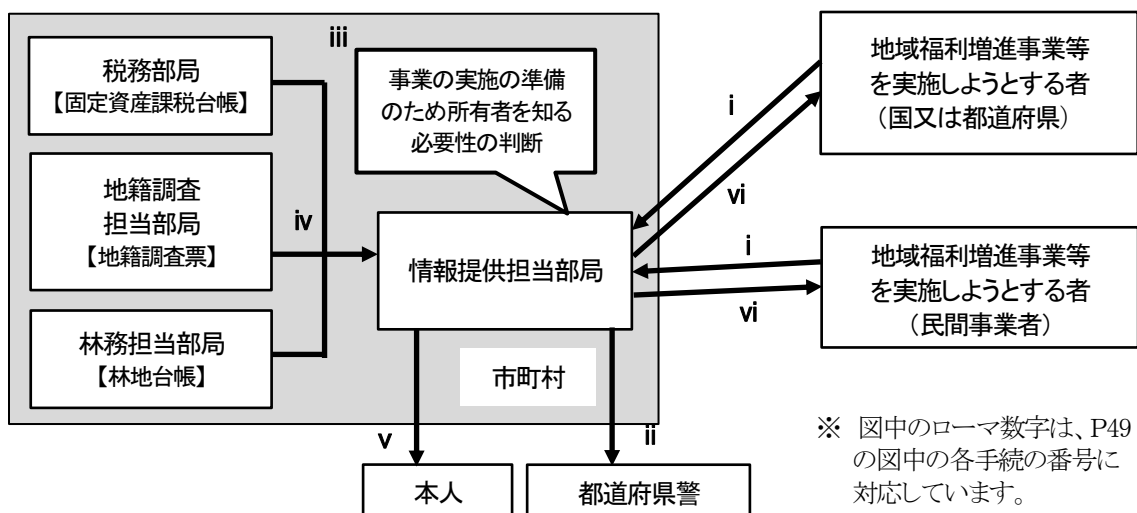 iii
税務部局
【固定資産課税台帳】
事業の実施の準備
のため所有者を知る
必要性の判断
地域福利増進事業等
を実施しようとする者
(国又は都道府県)
i
vi
地籍調査
担当部局
【地籍調査票】
iv
情報提供担当部局
i
vi
地域福利増進事業等
を実施しようとする者
(民間事業者)
林務担当部局
【林地台帳】
市町村
v
ii
本人
都道府県警
※ 図中のローマ数字は、P49
の図中の各手続の番号に
対応しています。